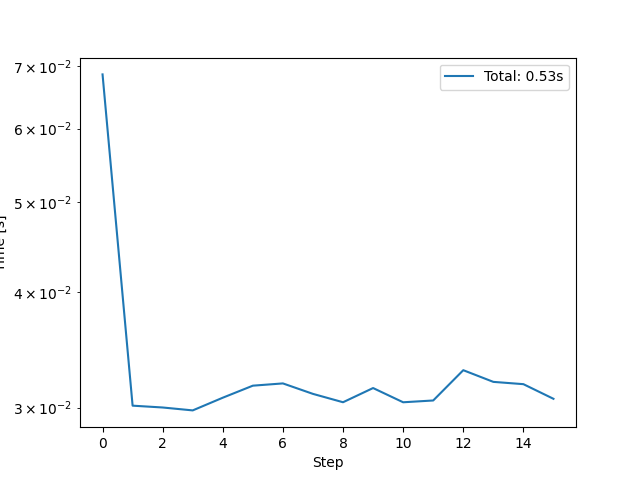 Total: 0.53s
7 × 10⁻²
6 × 10⁻²
5 × 10⁻²
4 × 10⁻²
3 × 10⁻²
[s]
0 2 4 6 8 10 12 14
Step